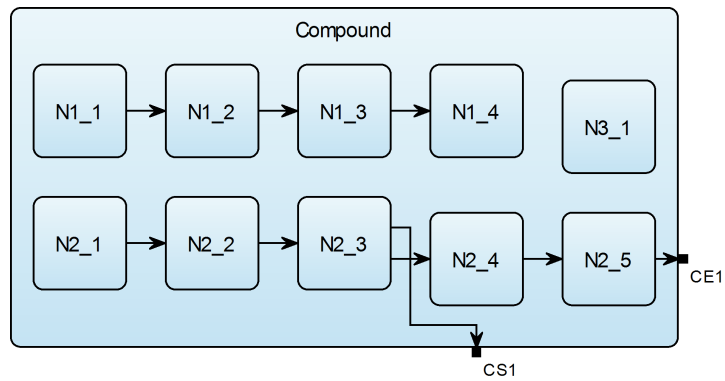 Compound
N1_1
N1_2
N1_3
N1_4
N3_1
N2_1
N2_2
N2_3
N2_4
N2_5
CE1
CS1